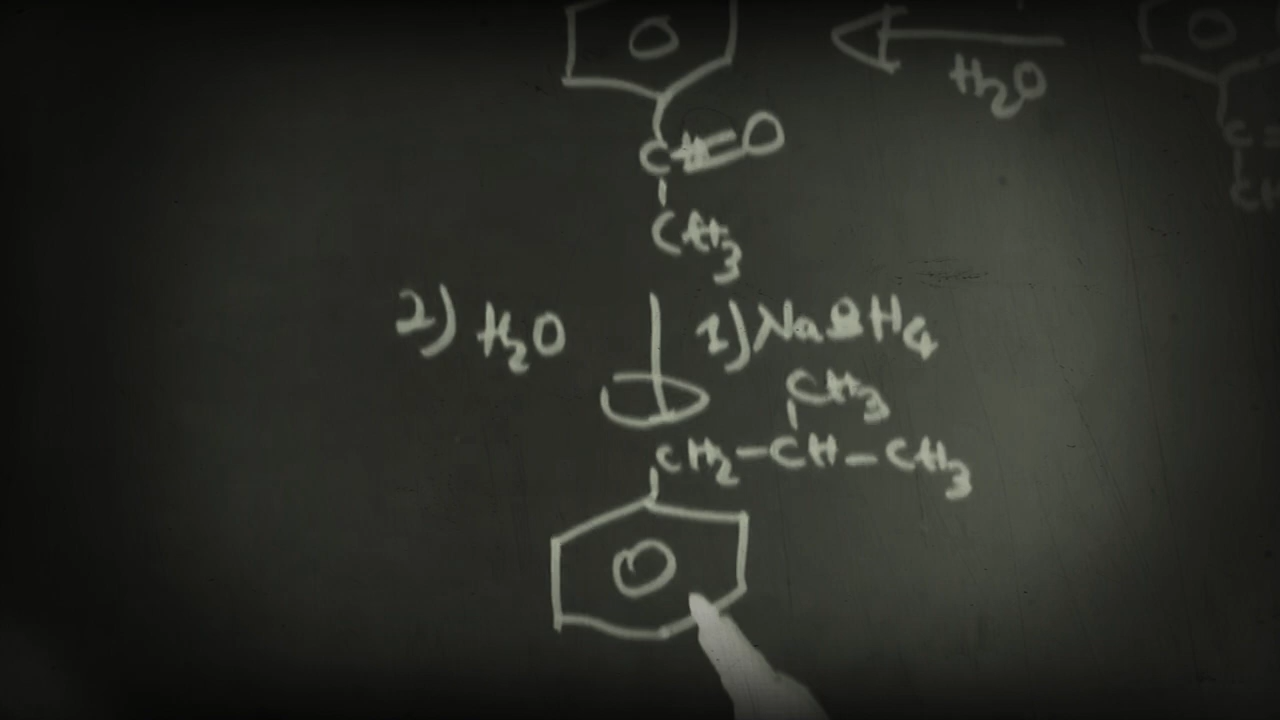 H₂O
C=O
CH₃
2) H₂O 1) NaBH₄
CH₃
CH₂-CH-CH₃